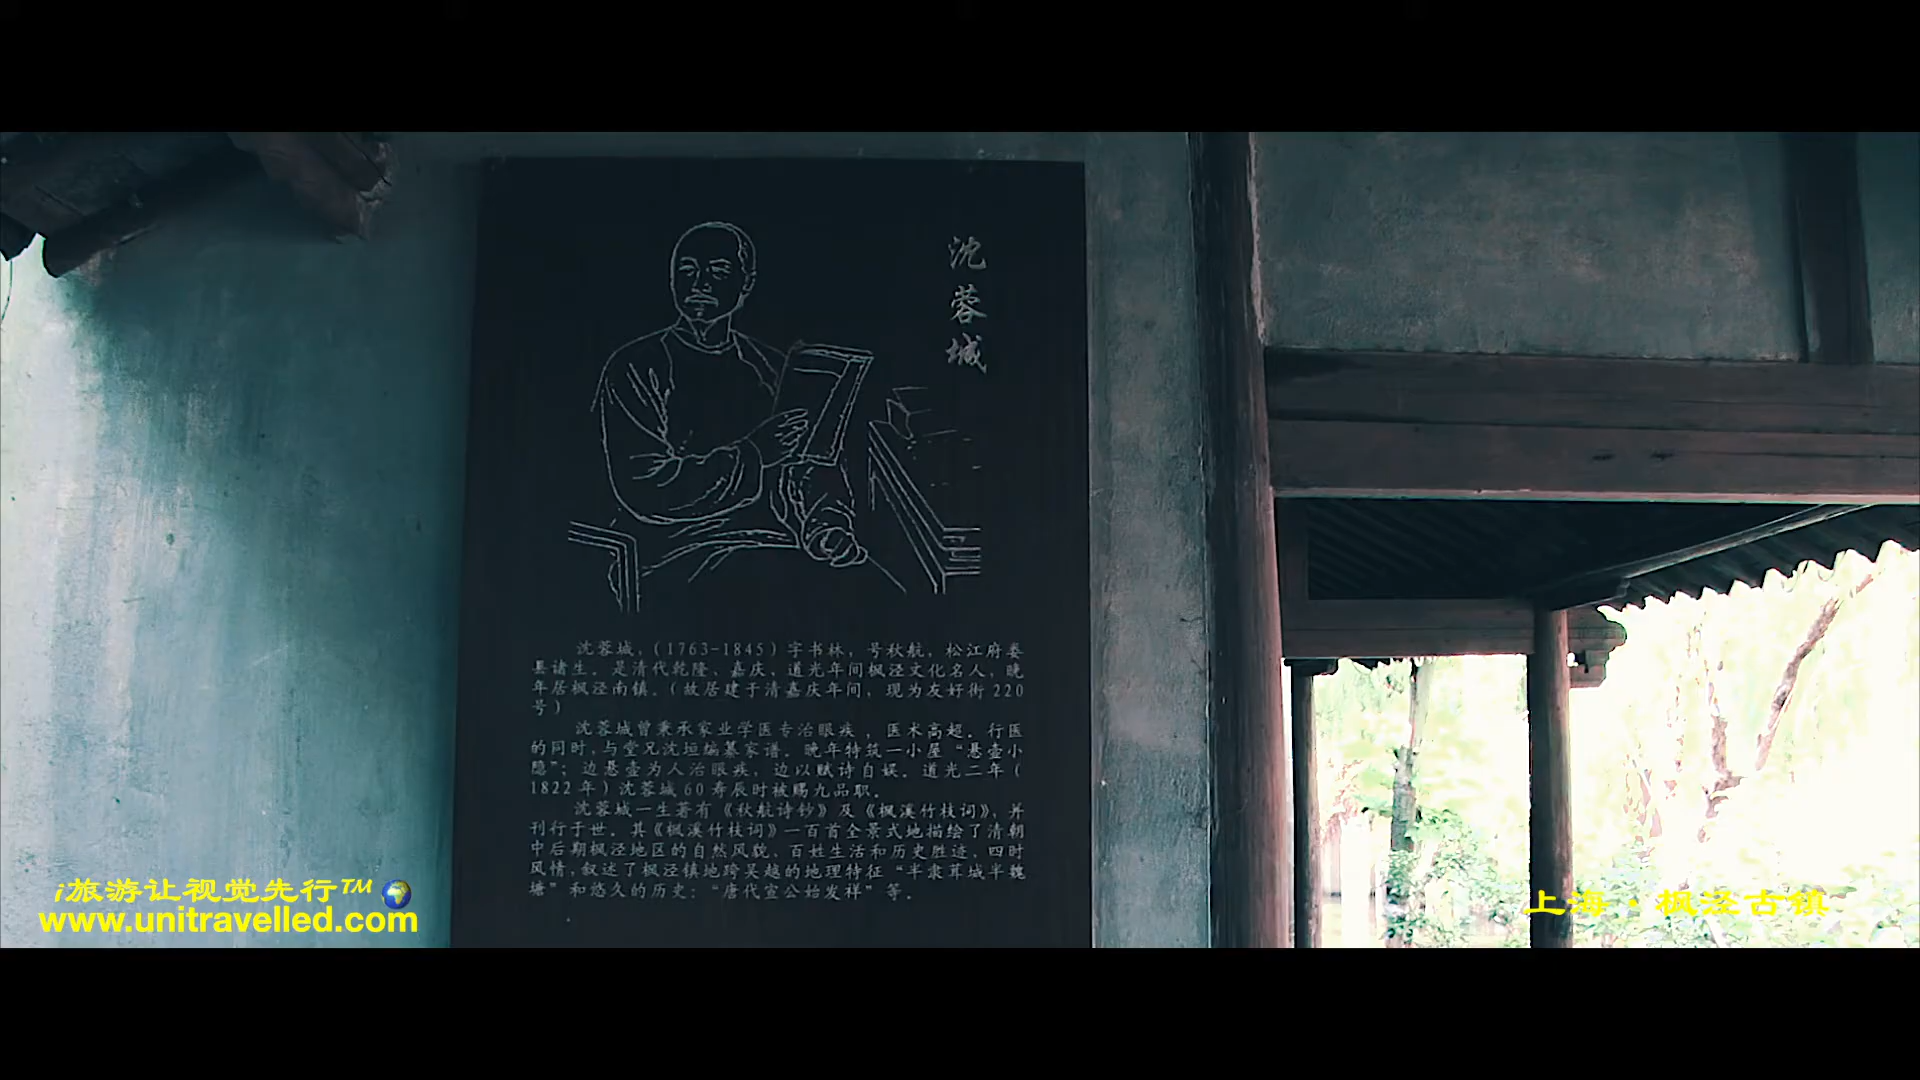 沈蓉城
沈蓉城，（1763-1845）字书林，号秋航，松江府娄
县诸生。是清代乾隆、嘉庆、道光年间枫泾文化名人，晚
年居枫泾南镇。（故居建于清嘉庆年间，现为友好街220
号）
沈蓉城曾秉承家业学医专治眼疾，医术高超。行医
的同时，与堂兄沈垣编纂家谱。晚年特筑一小屋“悬壶小
隐”；边悬壶为人治眼疾，边以赋诗自娱。道光二年（
1822年）沈蓉城60寿辰时被赐九品职。
沈蓉城一生著有《秋航诗钞》及《枫溪竹枝词》，并
刊行于世。其《枫溪竹枝词》一百首全景式地描绘了清朝
中后期枫泾地区的自然风貌、百姓生活和历史胜迹，四时
风情，叙述了枫泾镇地跨吴越的地理特征“半隶茸城半魏
塘”和悠久的历史：“唐代宣公始发祥”等。
i旅游让视觉先行™
www.unitravelled.com
上海·枫泾古镇